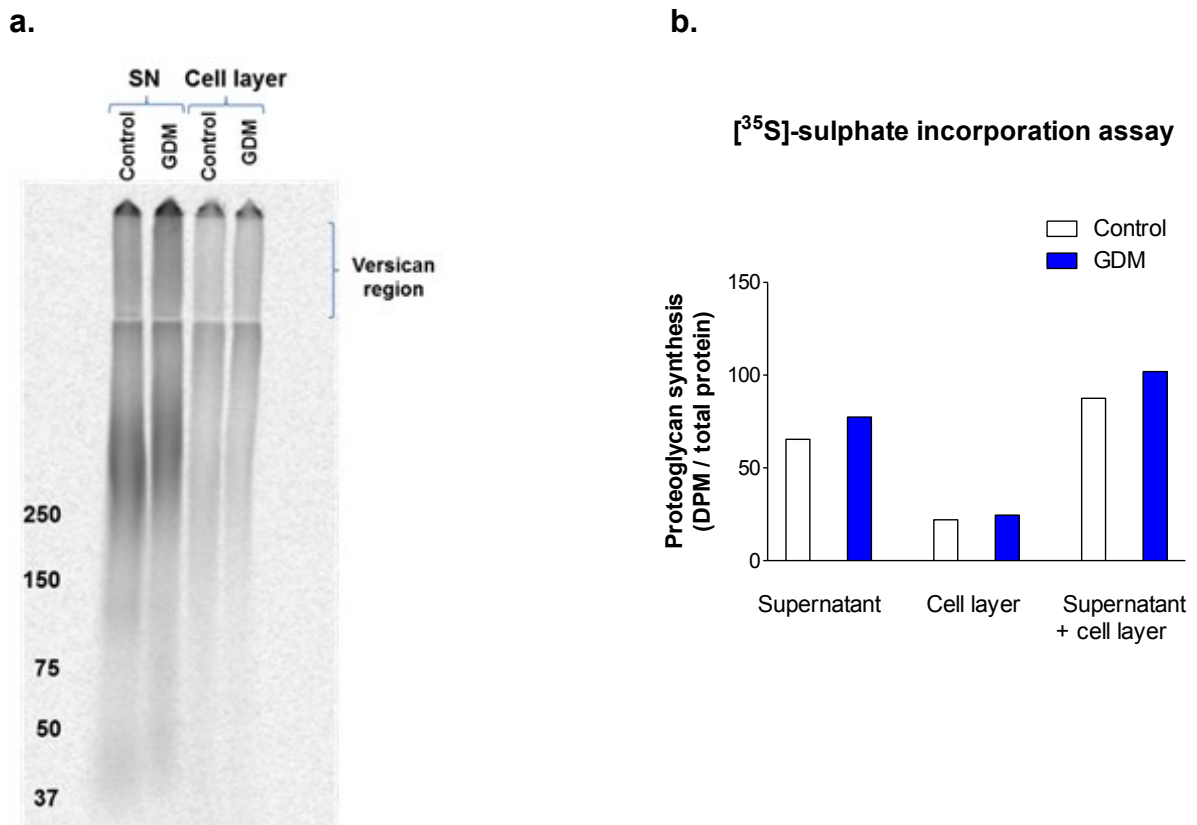 a.
SN Cell layer
Control GDM Control GDM
Versican
region
250
150
75
50
37
b.
[³⁵S]-sulphate incorporation assay
Control
GDM
Proteoglycan synthesis
(DPM / total protein)
150
100
50
0
Supernatant Cell layer Supernatant
+ cell layer